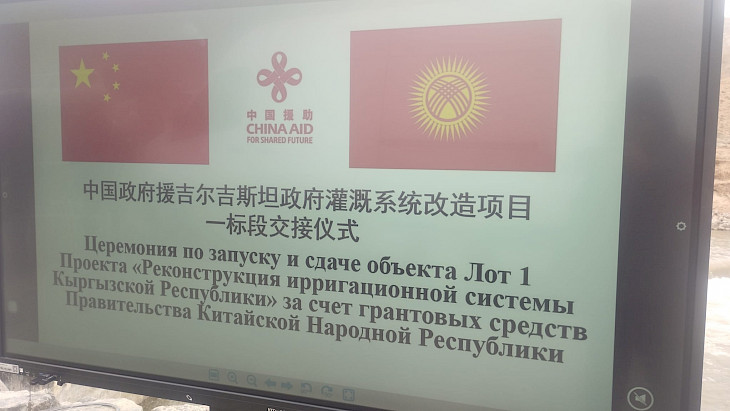 中国援助
CHINA AID
FOR SHARED FUTURE
中国政府援吉尔吉斯坦政府灌溉系统改造项目
一标段交接仪式
Церемония по запуску и сдаче объекта Лот 1
Проекта «Реконструкция ирригационной системы
Кыргызской Республики» за счет грантовых средств
Правительства Китайской Народной Республики